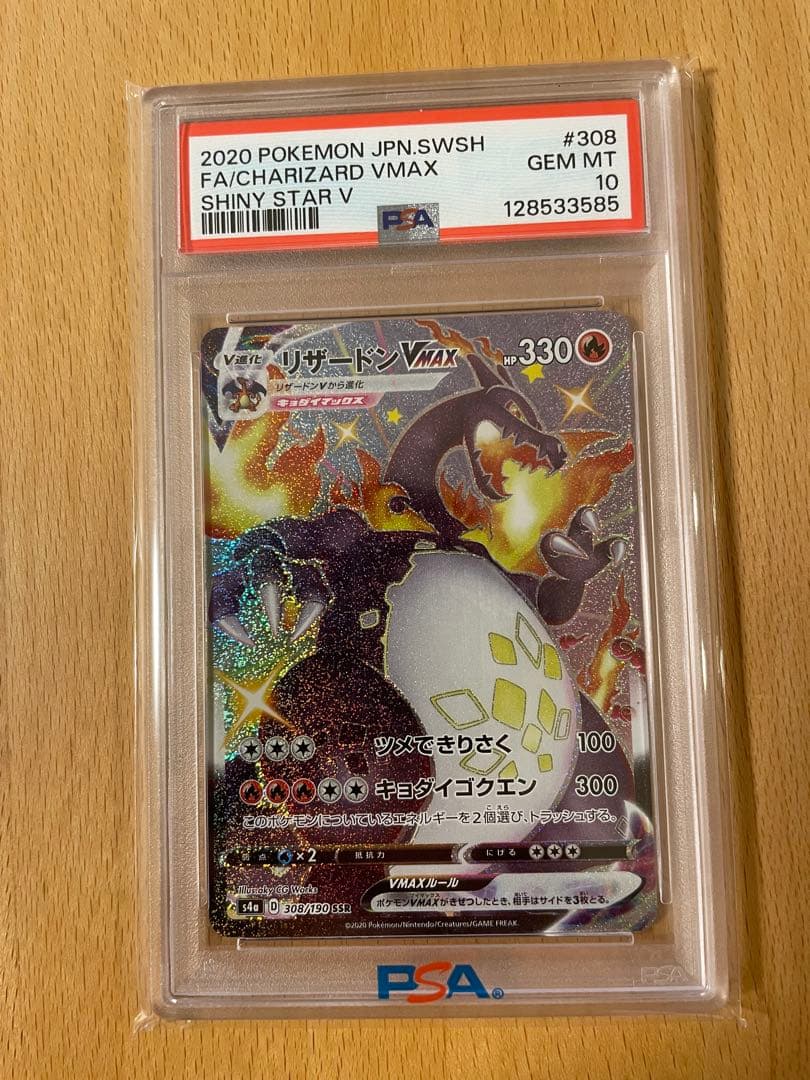 2020 POKEMON JPN.SWSH #308
FA/CHARIZARD VMAX GEM MT
SHINY STAR V 10
PSA 128533585
V進化 リザードンVMAX HP330
リザードンVから進化
キョダイマックス
ツメできりさく 100
キョダイゴクエン 300
このポケモンについているエネルギーを2個選び、トラッシュする。
弱点 ×2 抵抗力 にげる
VMAXルール
ポケモンVMAXがきぜつしたとき、相手はサイドを3枚とる。
Illus. aky CG Works
s4a D 308/190 SSR
©2020 Pokémon/Nintendo/Creatures/GAME FREAK.
PSA®
PSA